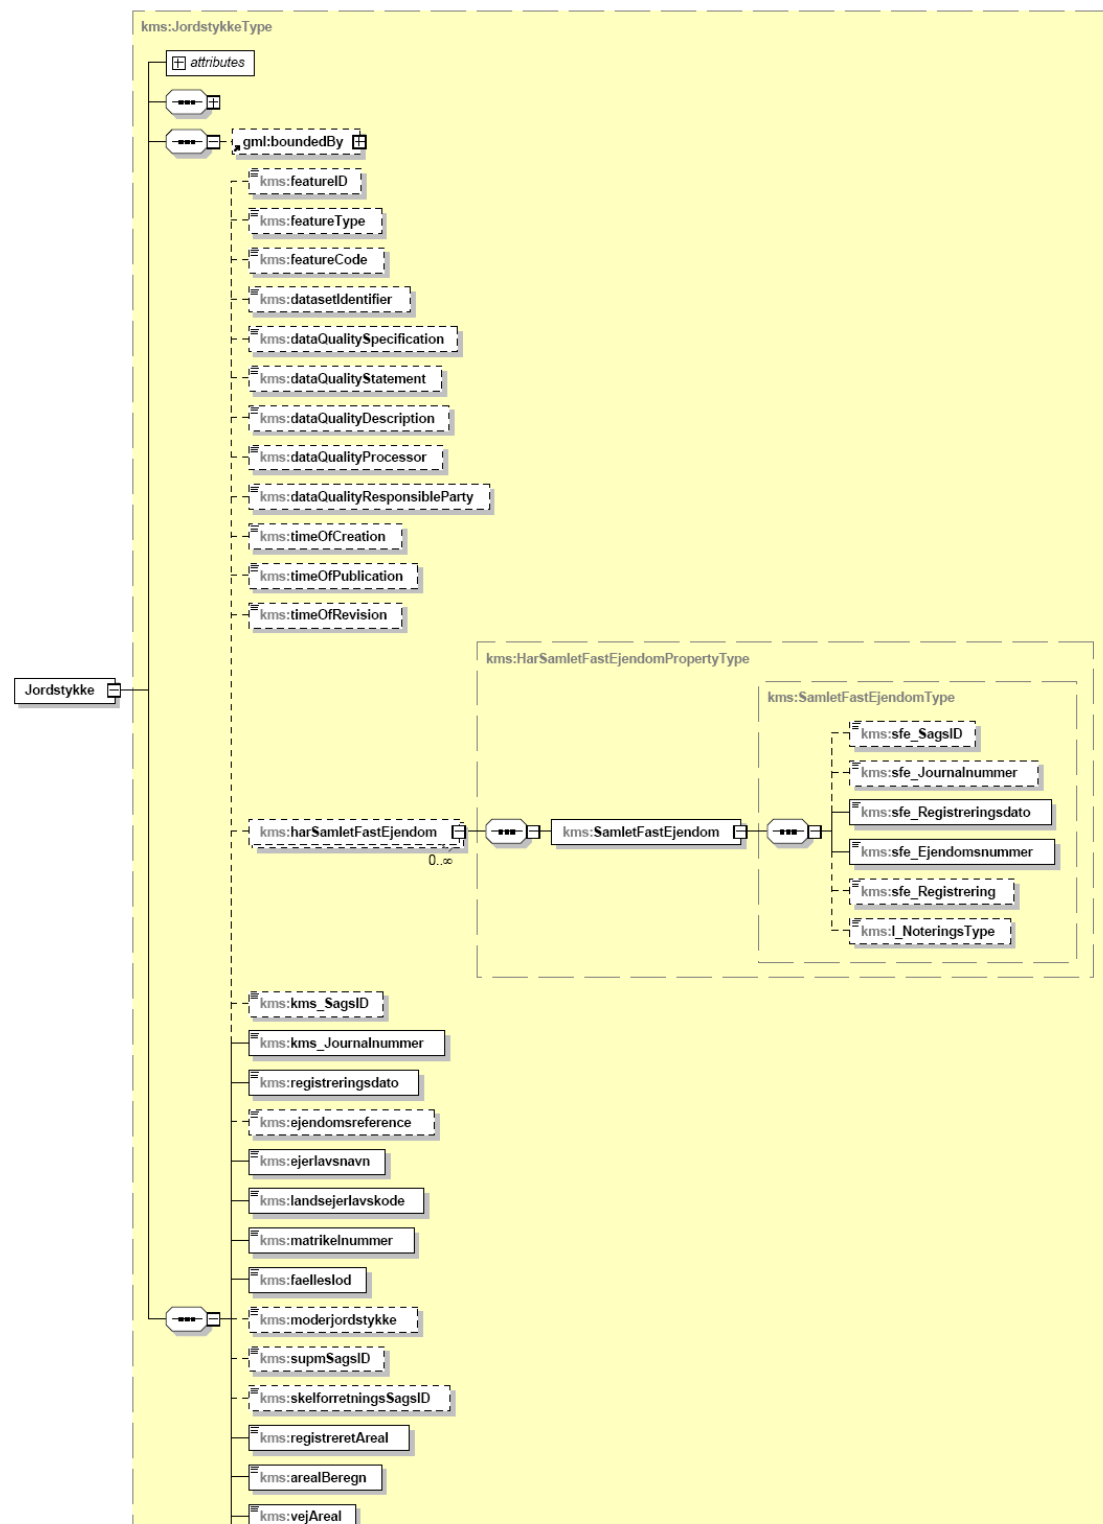 kms:JordstykkeType
attributes
gml:boundedBy
kms:featureID
kms:featureType
kms:featureCode
kms:datasetIdentifier
kms:dataQualitySpecification
kms:dataQualityStatement
kms:dataQualityDescription
kms:dataQualityProcessor
kms:dataQualityResponsibleParty
kms:timeOfCreation
kms:timeOfPublication
kms:timeOfRevision
Jordstykke
kms:harSamletFastEjendom
0..∞
kms:HarSamletFastEjendomPropertyType
kms:SamletFastEjendom
kms:SamletFastEjendomType
kms:sfe_SagsID
kms:sfe_Journalnummer
kms:sfe_Registreringsdato
kms:sfe_Ejendomsnummer
kms:sfe_Registrering
kms:l_NoteringsType
kms:kms_SagsID
kms:kms_Journalnummer
kms:registreringsdato
kms:ejendomsreference
kms:ejerlavsnavn
kms:landsejerlavskode
kms:matrikelnummer
kms:faelleslod
kms:moderjordstykke
kms:supmSagsID
kms:skelforretningsSagsID
kms:registreretAreal
kms:arealBeregn
kms:vejAreal